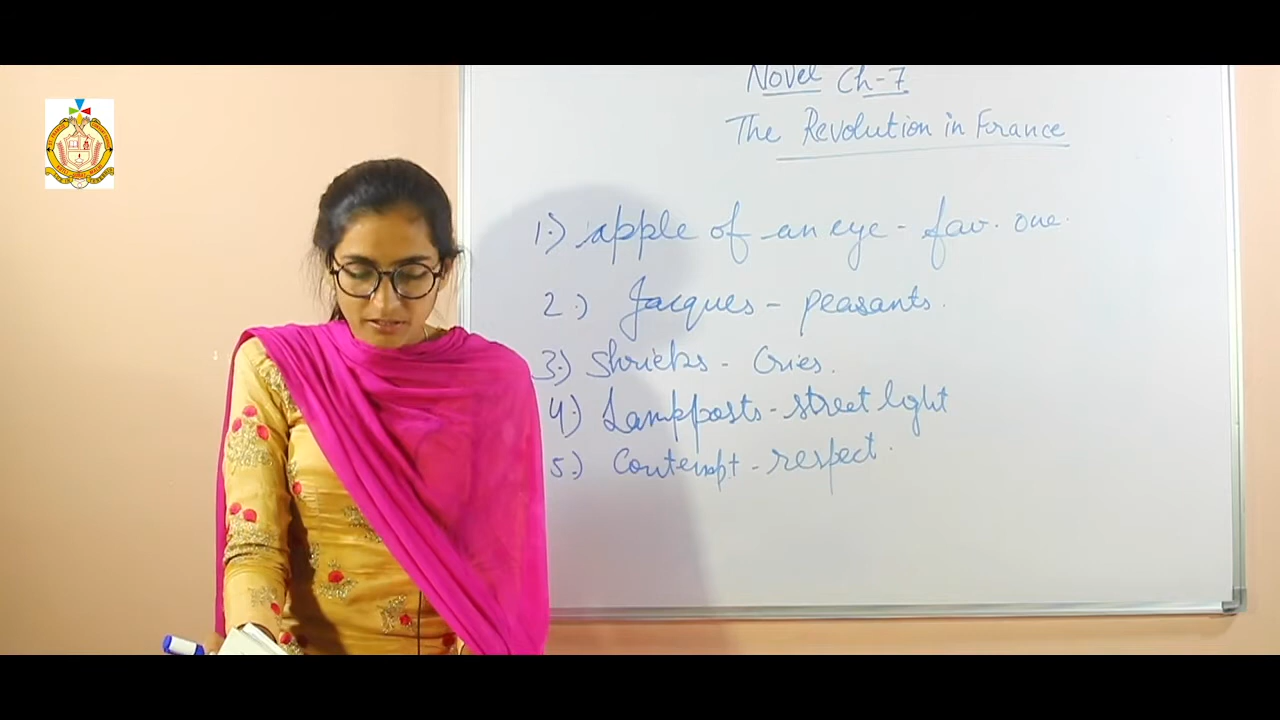 Novel Ch-7
The Revolution in France
1.) apple of an eye - fav. one.
2.) Jacques - peasants.
3.) Shrieks - Cries.
4.) Lampposts - street light
5.) Contempt - respect.